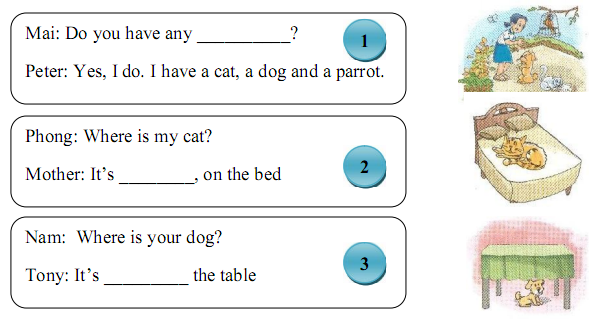 Mai: Do you have any __________?
1
Peter: Yes, I do. I have a cat, a dog and a parrot.
Phong: Where is my cat?
2
Mother: It’s ________, on the bed
Nam: Where is your dog?
3
Tony: It’s _________ the table